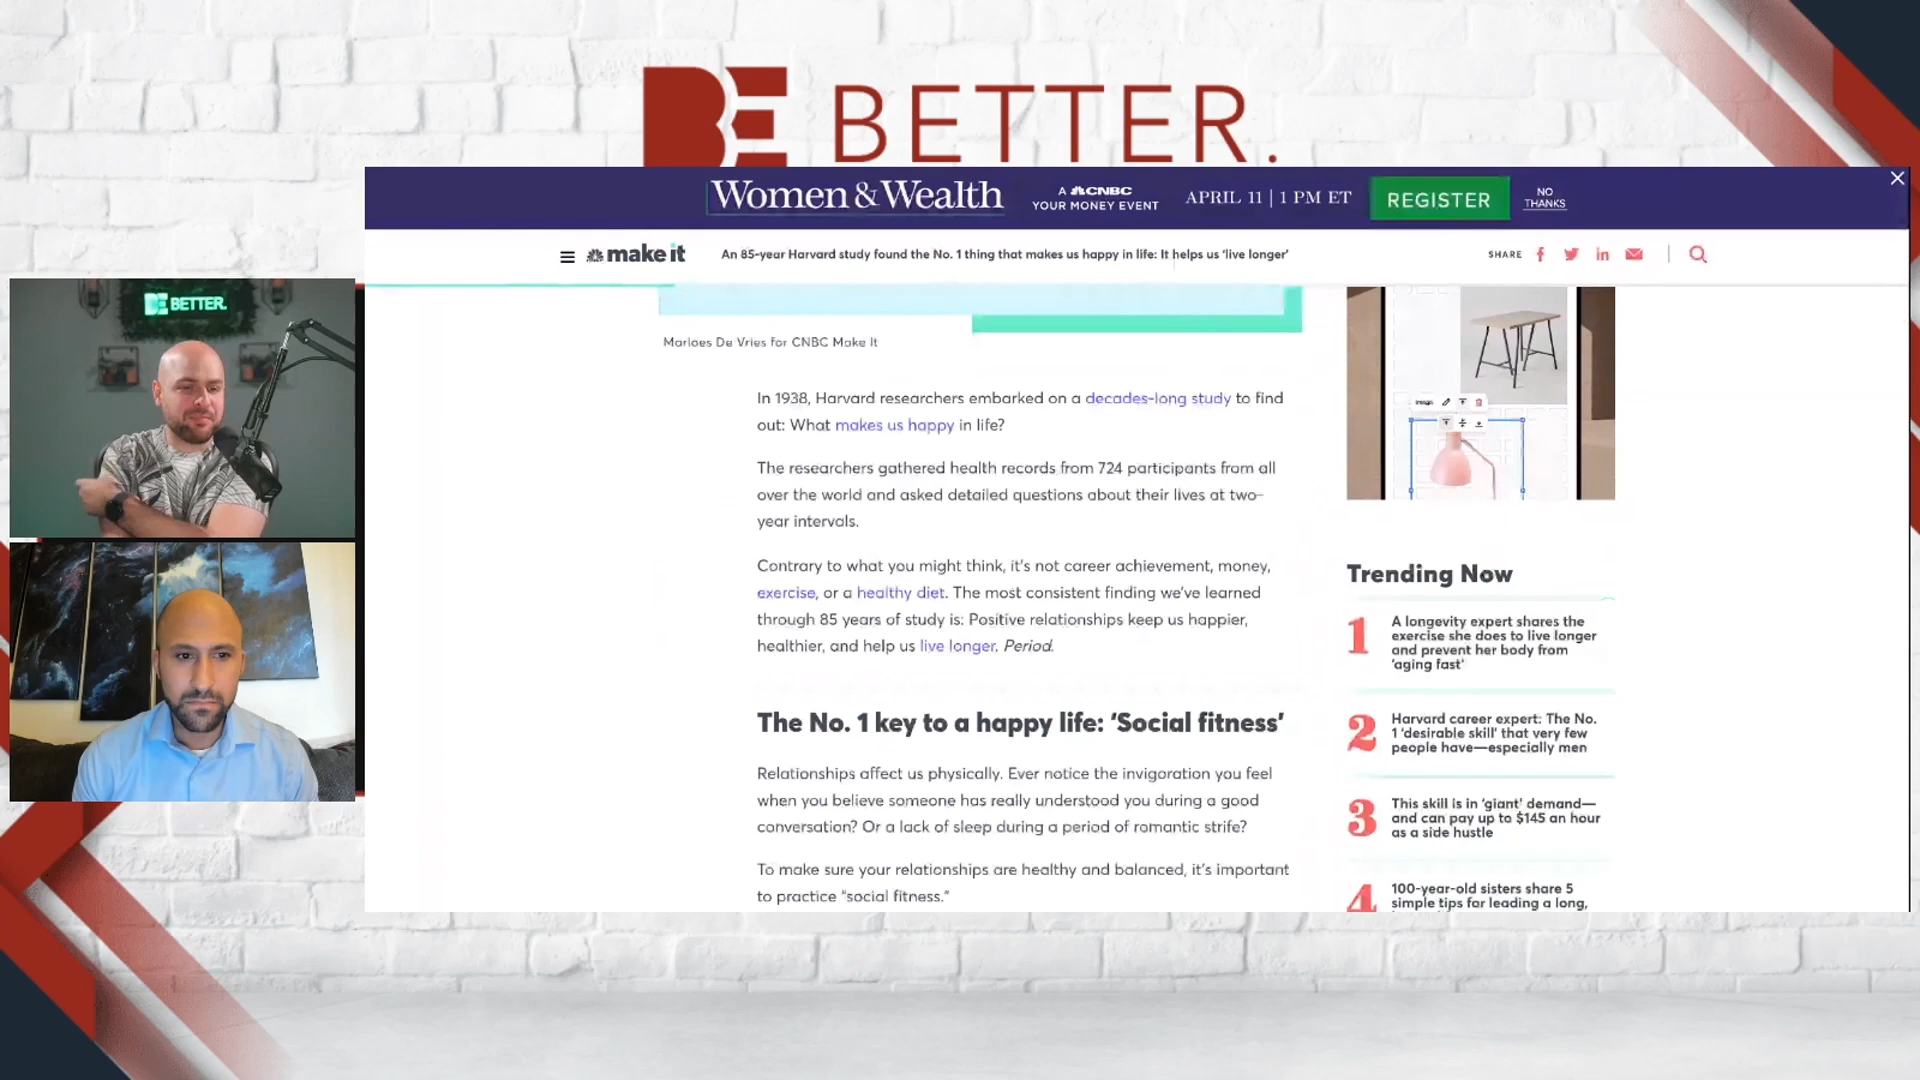 BE BETTER.
Women & Wealth
A CNBC
YOUR MONEY EVENT
APRIL 11 | 1 PM ET
REGISTER
NO
THANKS
make it
An 85-year Harvard study found the No. 1 thing that makes us happy in life: It helps us ‘live longer’
SHARE
BE BETTER.
Marloes De Vries for CNBC Make It
In 1938, Harvard researchers embarked on a decades-long study to find
out: What makes us happy in life?
The researchers gathered health records from 724 participants from all
over the world and asked detailed questions about their lives at two-
year intervals.
Contrary to what you might think, it’s not career achievement, money,
exercise, or a healthy diet. The most consistent finding we’ve learned
through 85 years of study is: Positive relationships keep us happier,
healthier, and help us live longer. Period.
The No. 1 key to a happy life: ‘Social fitness’
Relationships affect us physically. Ever notice the invigoration you feel
when you believe someone has really understood you during a good
conversation? Or a lack of sleep during a period of romantic strife?
To make sure your relationships are healthy and balanced, it’s important
to practice “social fitness.”
Image
Trending Now
1
A longevity expert shares the
exercise she does to live longer
and prevent her body from
‘aging fast’
2
Harvard career expert: The No.
1 ‘desirable skill’ that very few
people have—especially men
3
This skill is in ‘giant’ demand—
and can pay up to $145 an hour
as a side hustle
4
100-year-old sisters share 5
simple tips for leading a long,